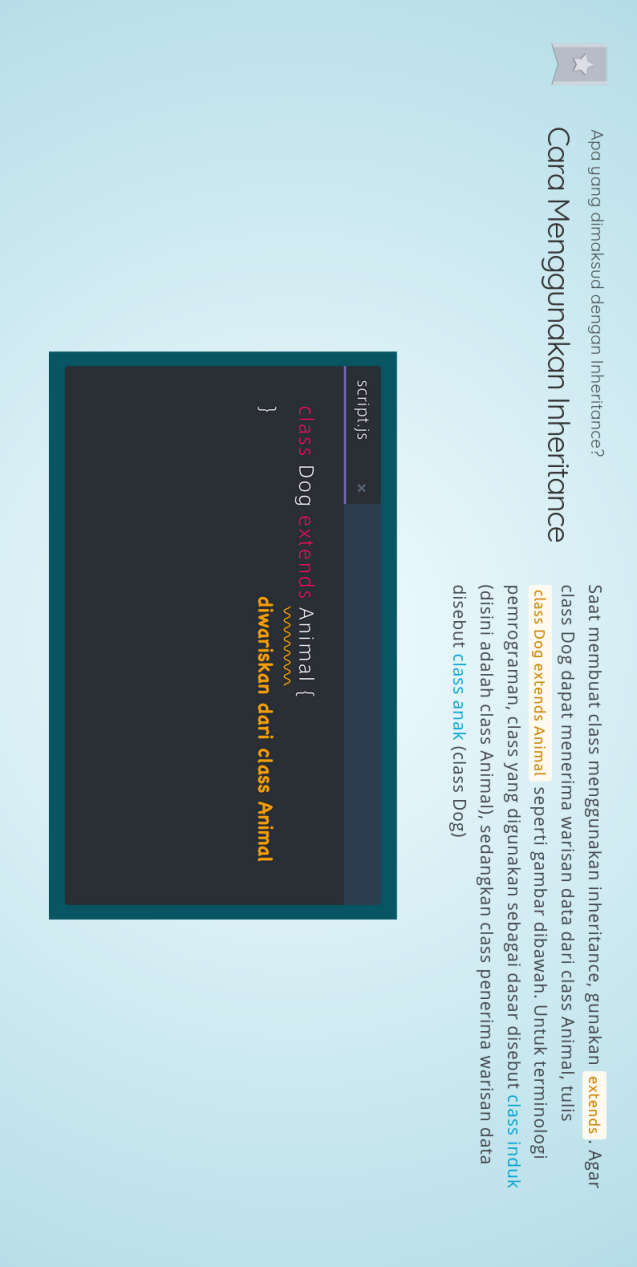 Apa yang dimaksud dengan Inheritance?
Cara Menggunakan Inheritance
Saat membuat class menggunakan inheritance, gunakan extends . Agar
class Dog dapat menerima warisan data dari class Animal, tulis
class Dog extends Animal seperti gambar dibawah. Untuk terminologi
pemrograman, class yang digunakan sebagai dasar disebut class induk
(disini adalah class Animal), sedangkan class penerima warisan data
disebut class anak (class Dog)
script.js ×
class Dog extends Animal {
} diwariskan dari class Animal